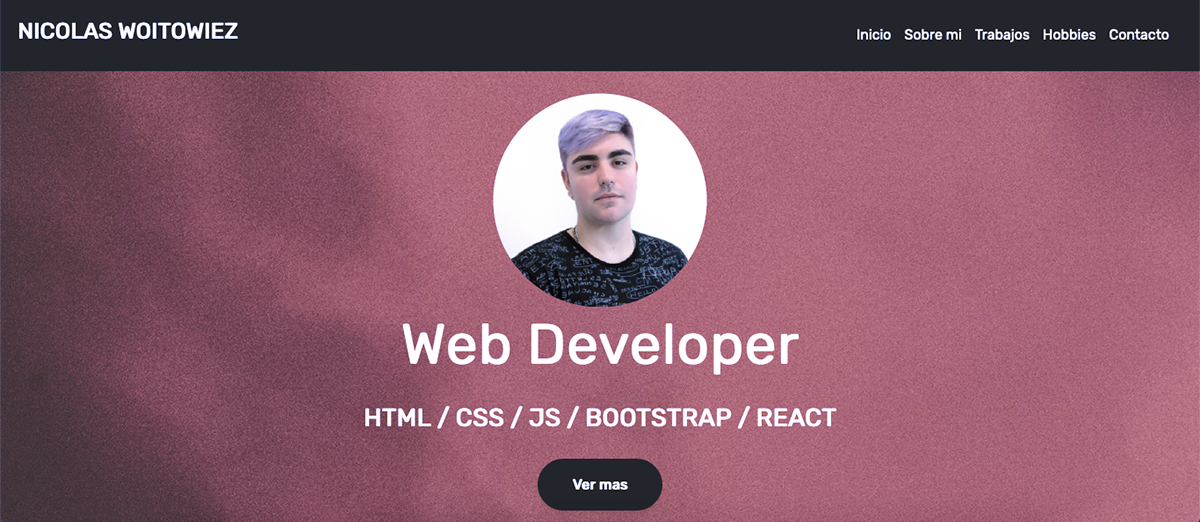 NICOLAS WOITOWIEZ
Inicio Sobre mi Trabajos Hobbies Contacto
Web Developer
HTML / CSS / JS / BOOTSTRAP / REACT
Ver mas